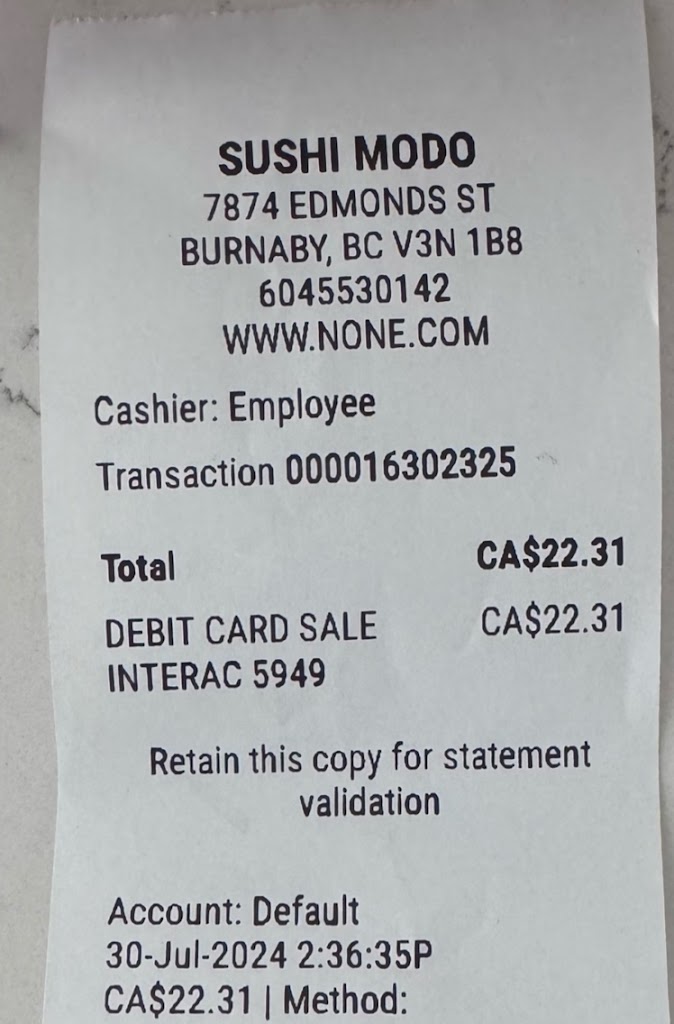 SUSHI MODO
7874 EDMONDS ST
BURNABY, BC V3N 1B8
6045530142
WWW.NONE.COM
Cashier: Employee
Transaction 000016302325
Total CA$22.31
DEBIT CARD SALE CA$22.31
INTERAC 5949
Retain this copy for statement
validation
Account: Default
30-Jul-2024 2:36:35P
CA$22.31 | Method: